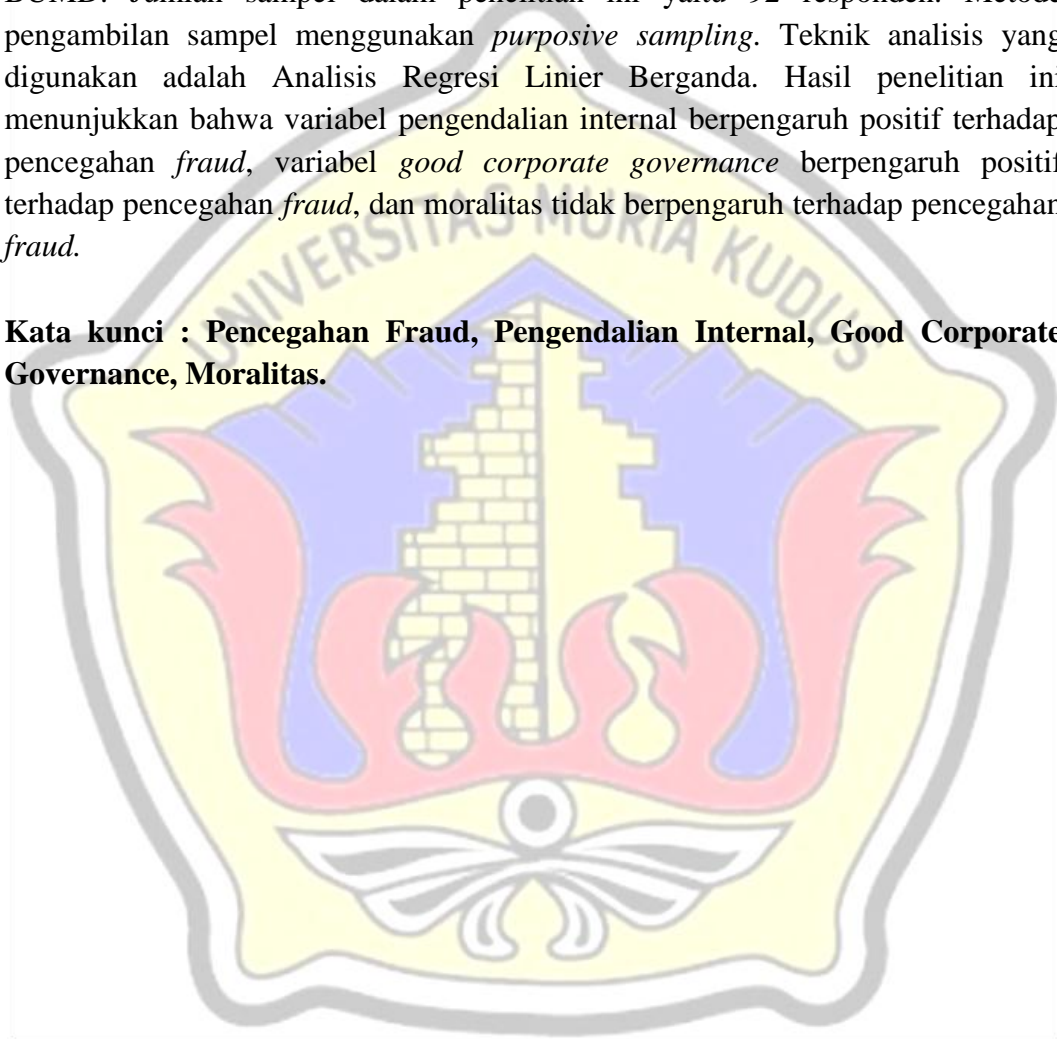 BUMD. Jumlah sampel dalam penelitian ini yaitu 92 responden. Metode
pengambilan sampel menggunakan purposive sampling. Teknik analisis yang
digunakan adalah Analisis Regresi Linier Berganda. Hasil penelitian ini
menunjukkan bahwa variabel pengendalian internal berpengaruh positif terhadap
pencegahan fraud, variabel good corporate governance berpengaruh positif
terhadap pencegahan fraud, dan moralitas tidak berpengaruh terhadap pencegahan
fraud.
UNIVERSITAS MURIA KUDUS
Kata kunci : Pencegahan Fraud, Pengendalian Internal, Good Corporate
Governance, Moralitas.